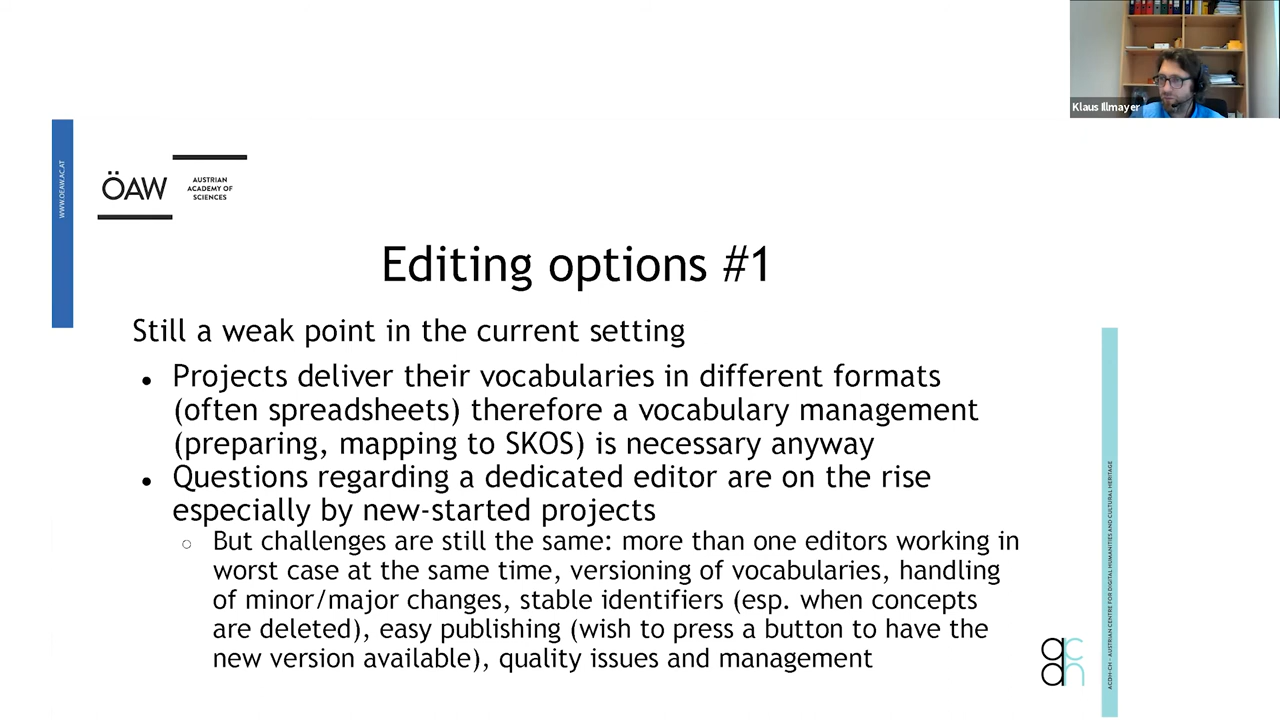 Klaus Illmayer
WWW.OEAW.AC.AT
ÖAW
AUSTRIAN
ACADEMY OF
SCIENCES
Editing options #1
Still a weak point in the current setting
● Projects deliver their vocabularies in different formats
(often spreadsheets) therefore a vocabulary management
(preparing, mapping to SKOS) is necessary anyway
● Questions regarding a dedicated editor are on the rise
especially by new-started projects
○ But challenges are still the same: more than one editors working in
worst case at the same time, versioning of vocabularies, handling
of minor/major changes, stable identifiers (esp. when concepts
are deleted), easy publishing (wish to press a button to have the
new version available), quality issues and management
ac
dh
ACDH-CH - AUSTRIAN CENTRE FOR DIGITAL HUMANITIES AND CULTURAL HERITAGE